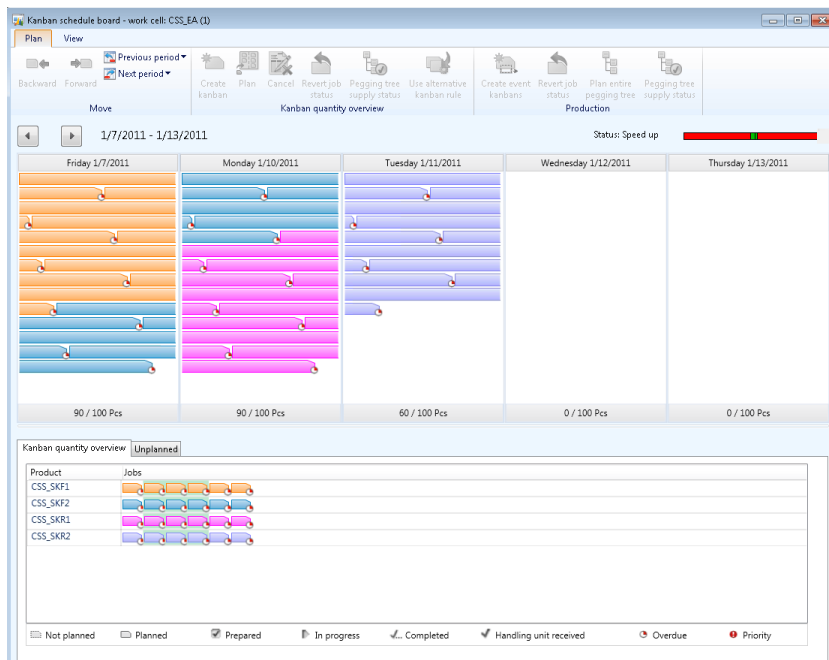 Kanban schedule board - work cell: CSS_EA (1)
Plan View
Backward Forward Previous period Next period
Create kanban Plan Cancel Revert job status Pegging tree supply status Use alternative kanban rule
Create event kanbans Revert job status Plan entire pegging tree Pegging tree supply status
Move Kanban quantity overview Production
1/7/2011 - 1/13/2011 Status: Speed up
Friday 1/7/2011 Monday 1/10/2011 Tuesday 1/11/2011 Wednesday 1/12/2011 Thursday 1/13/2011
90 / 100 Pcs 90 / 100 Pcs 60 / 100 Pcs 0 / 100 Pcs 0 / 100 Pcs
Kanban quantity overview Unplanned
Product Jobs
CSS_SKF1
CSS_SKF2
CSS_SKR1
CSS_SKR2
Not planned Planned Prepared In progress Completed Handling unit received Overdue Priority